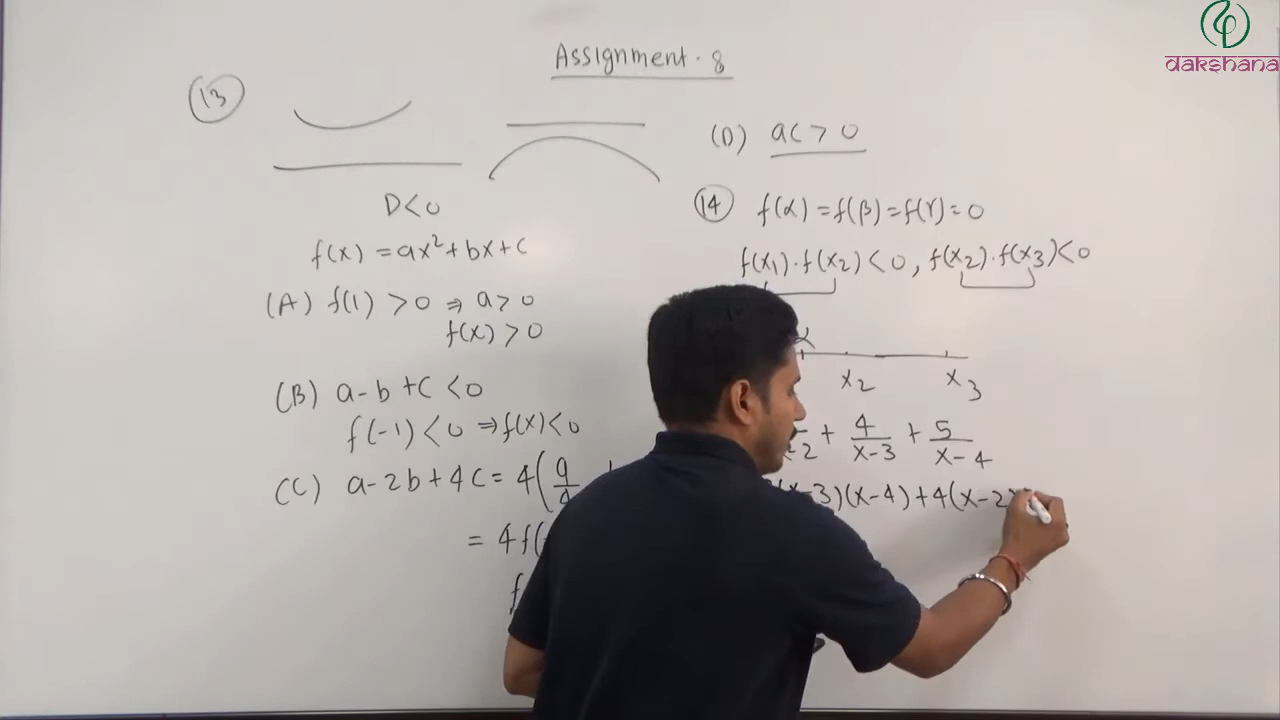 dakshana
Assignment. 8
(13)
D<0
f(x) = ax²+bx+c
(A) f(1) >0 ⇒ a>0
f(x) >0
(B) a-b+c<0
f(-1)<0 ⇒f(x)<0
(C) a-2b+4c=4(a/4
= 4f(
f
(D) ac>0
(14) f(α)=f(β)=f(γ)=0
f(x₁)·f(x₂)<0, f(x₂)·f(x₃)<0
α
x₂ x₃
-2 + 4/(x-3) + 5/(x-4)
(x-3)(x-4)+4(x-2)